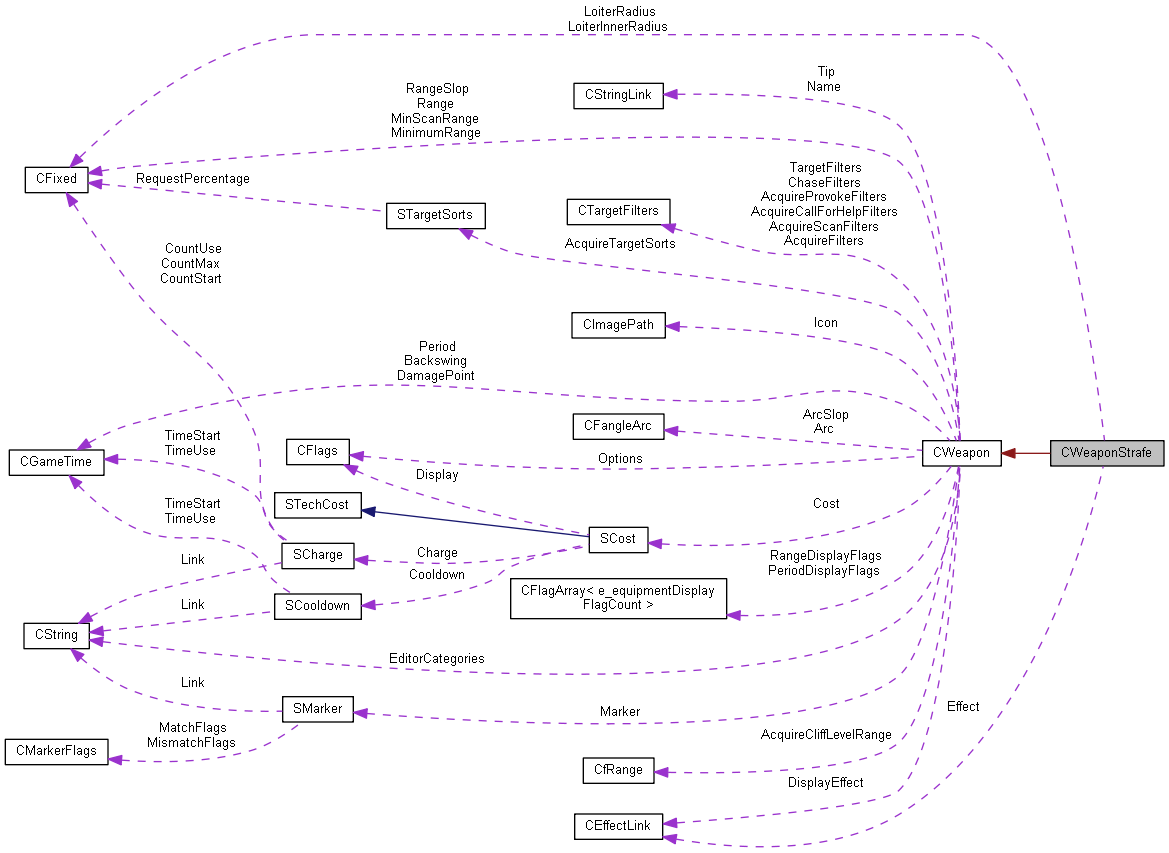 LoiterRadius
LoiterInnerRadius
Tip
Name
CStringLink
RangeSlop
Range
MinScanRange
MinimumRange
CFixed
RequestPercentage
STargetSorts
CTargetFilters
TargetFilters
ChaseFilters
AcquireProvokeFilters
AcquireCallForHelpFilters
AcquireScanFilters
AcquireFilters
AcquireTargetSorts
CountUse
CountMax
CountStart
CImagePath
Icon
Period
Backswing
DamagePoint
CFangleArc
ArcSlop
Arc
CGameTime
TimeStart
TimeUse
CFlags
Options
CWeapon
CWeaponStrafe
Display
STechCost
TimeStart
TimeUse
Cost
SCost
SCharge
Charge
Link
Cooldown
RangeDisplayFlags
PeriodDisplayFlags
CFlagArray< e_equipmentDisplay
FlagCount >
SCooldown
Link
CString
EditorCategories
Link
SMarker
Marker
Effect
MatchFlags
MismatchFlags
CMarkerFlags
AcquireCliffLevelRange
CfRange
DisplayEffect
CEffectLink